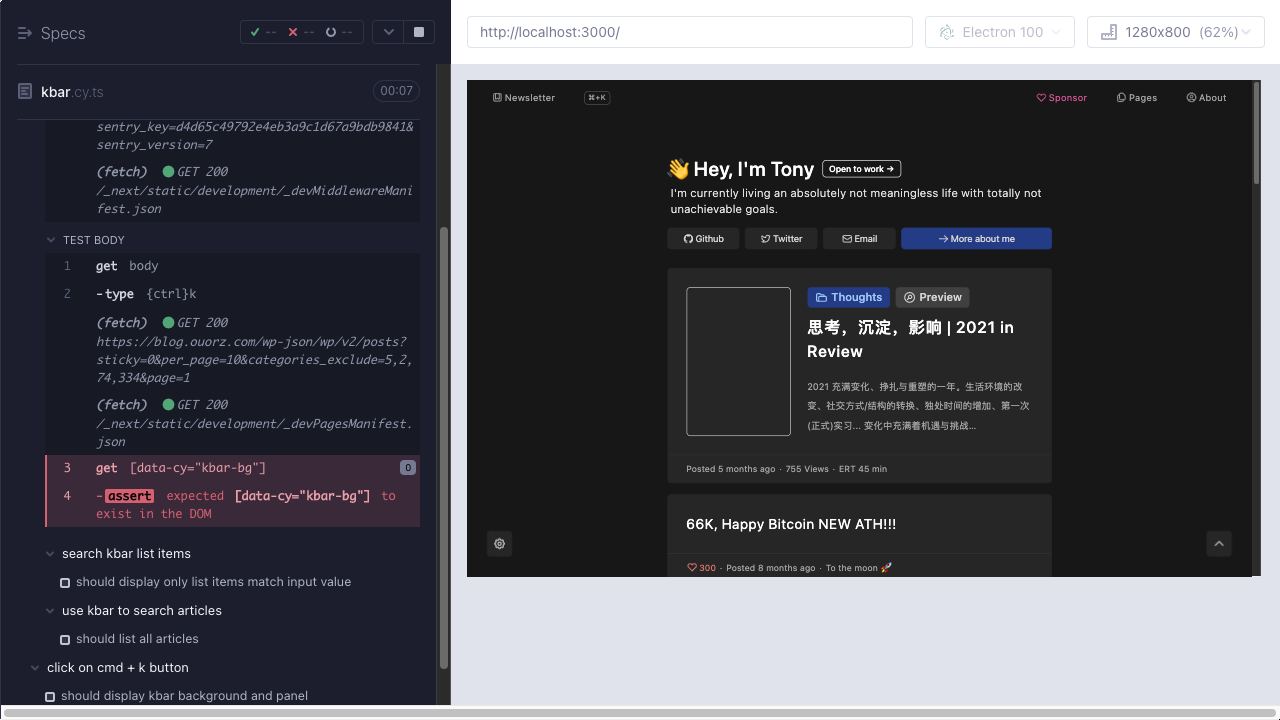 Specs
-- -- --
kbar.cy.ts
00:07
sentry_key=d4d65c49792e4eb3a9c1d67a9bdb9841&
sentry_version=7
(fetch) GET 200
/_next/static/development/_devMiddlewareMani
fest.json
TEST BODY
1 get body
2 -type {ctrl}k
(fetch) GET 200
https://blog.ouorz.com/wp-json/wp/v2/posts?
sticky=0&per_page=10&categories_exclude=5,2,
74,334&page=1
(fetch) GET 200
/_next/static/development/_devPagesManifest.
json
3 get [data-cy="kbar-bg"] 0
4 -assert expected [data-cy="kbar-bg"] to
exist in the DOM
search kbar list items
should display only list items match input value
use kbar to search articles
should list all articles
click on cmd + k button
should display kbar background and panel
http://localhost:3000/
Electron 100
1280x800 (62%)
Newsletter
⌘+K
Sponsor
Pages
About
👋 Hey, I'm Tony
Open to work →
I'm currently living an absolutely not meaningless life with totally not
unachievable goals.
Github
Twitter
Email
→ More about me
Thoughts
Preview
思考，沉淀，影响 | 2021 in
Review
2021 充满变化、挣扎与重塑的一年。生活环境的改
变、社交方式/结构的转换、独处时间的增加、第一次
(正式)实习... 变化中充满着机遇与挑战...
Posted 5 months ago · 755 Views · ERT 45 min
66K, Happy Bitcoin NEW ATH!!!
300 · Posted 8 months ago · To the moon 🚀